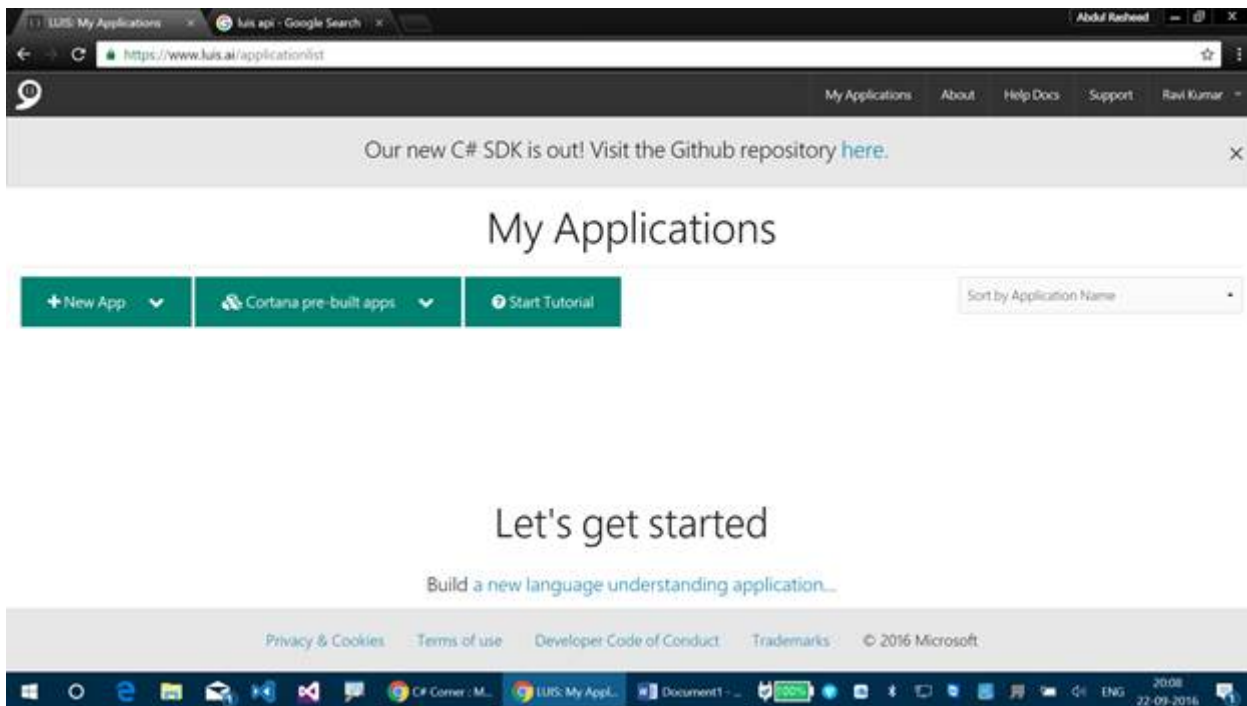 LUIS: My Applications
luis api - Google Search
Abdul Rasheed
https://www.luis.ai/applicationlist
My Applications About Help Docs Support Ravi Kumar
Our new C# SDK is out! Visit the Github repository here.
My Applications
New App
Cortana pre-built apps
Start Tutorial
Sort by Application Name
Let's get started
Build a new language understanding application...
Privacy & Cookies Terms of use Developer Code of Conduct Trademarks © 2016 Microsoft
C# Corner : M... LUIS: My Appl... Document1 - ... 100% ENG 20:08
22-09-2016